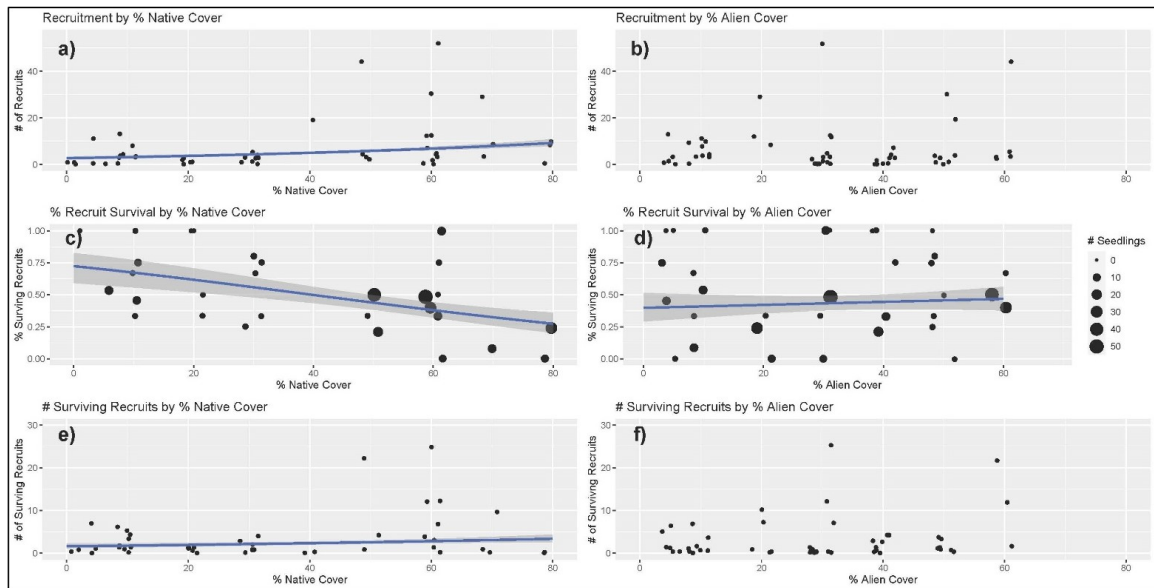 Recruitment by % Native Cover
a)
# of Recruits
40
20
0
0 20 40 60 80
% Native Cover
Recruitment by % Alien Cover
b)
# of Recruits
40
20
0
0 20 40 60 80
% Alien Cover
% Recruit Survival by % Native Cover
c)
% Surviving Recruits
1.00
0.75
0.50
0.25
0.00
0 20 40 60 80
% Native Cover
% Recruit Survival by % Alien Cover
d)
% Surviving Recruits
1.00
0.75
0.50
0.25
0.00
0 20 40 60
% Alien Cover
# Seedlings
0
10
20
30
40
50
# Surviving Recruits by % Native Cover
e)
# of Surving Recruits
30
20
10
0
0 20 40 60 80
% Native Cover
# Surviving Recruits by % Alien Cover
f)
# of Survivng Recruits
30
20
10
0
0 20 40 60 80
% Alien Cover